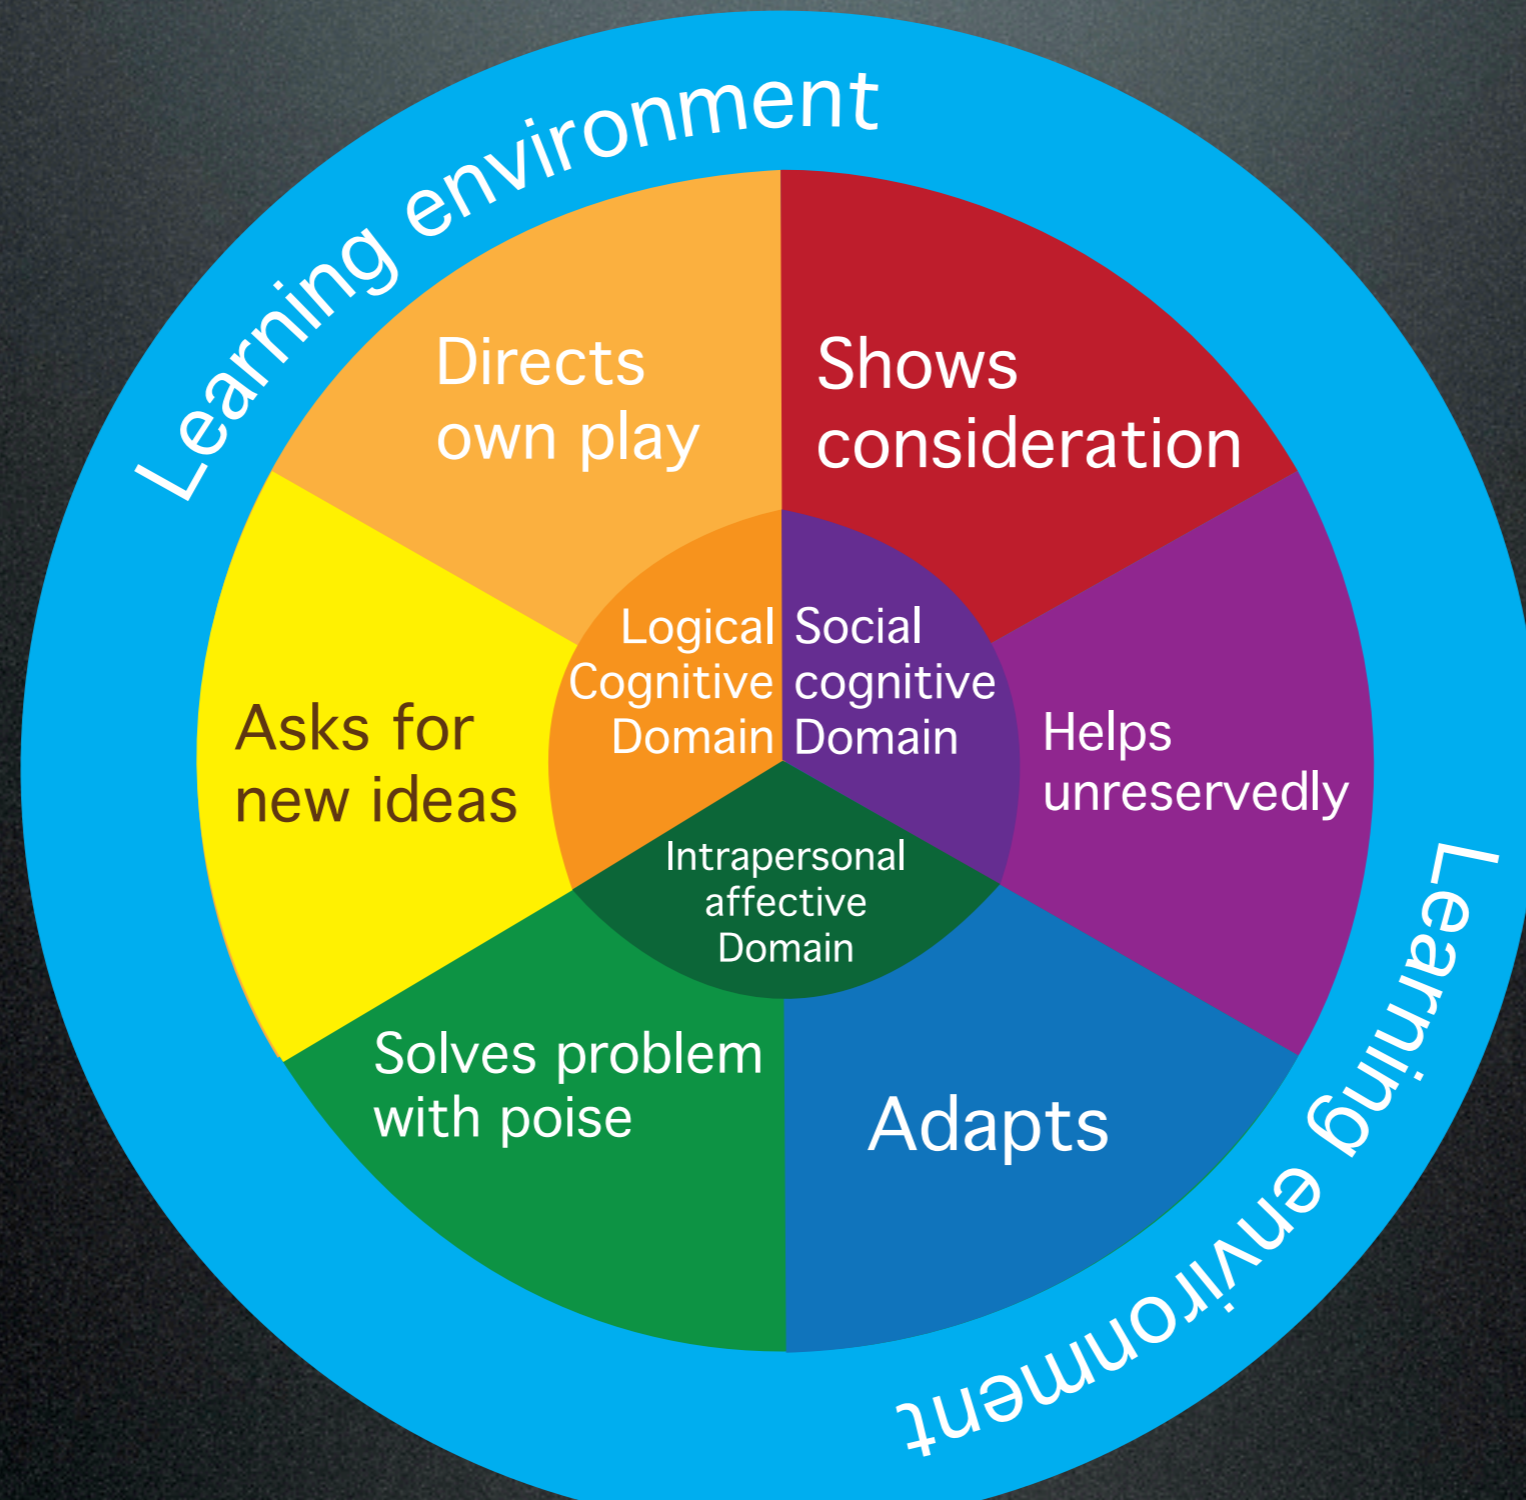 Learning environment
Directs
own play
Shows
consideration
Logical
Cognitive
Domain
Social
cognitive
Domain
Asks for
new ideas
Helps
unreservedly
Intrapersonal
affective
Domain
Solves problem
with poise
Adapts
Learning environment